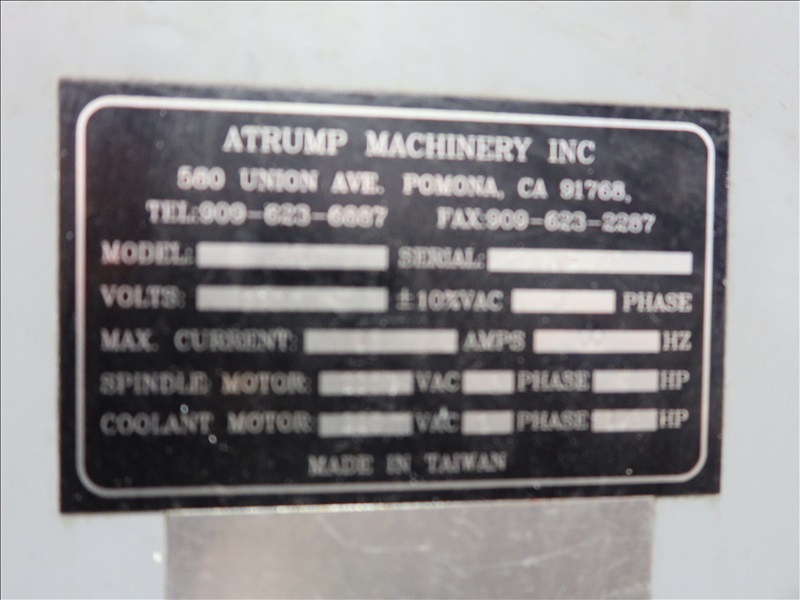 ATRUMP MACHINERY INC
560 UNION AVE. POMONA, CA 91768,
TEL:909-623-6667 FAX:909-623-2267
MODEL: SERIAL:
VOLTS: ±10%VAC PHASE
MAX. CURRENT: AMPS HZ
SPINDLE MOTOR: VAC PHASE HP
COOLANT MOTOR: VAC PHASE HP
MADE IN TAIWAN